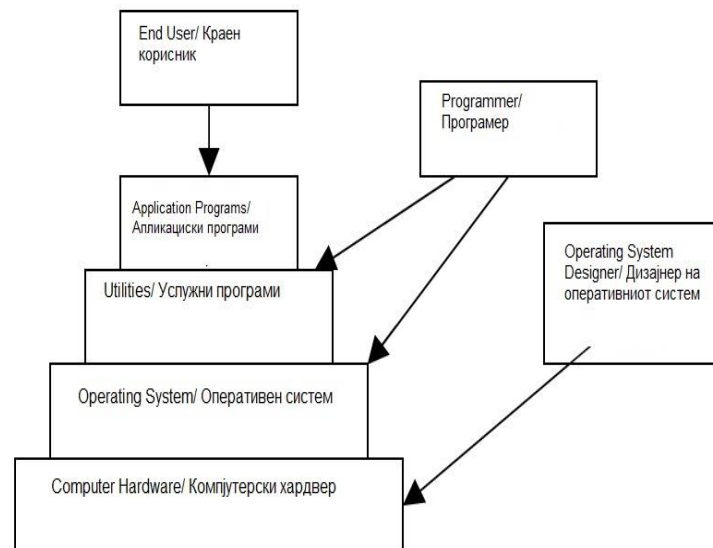 End User/ Краен
корисник
Programmer/
Програмер
Application Programs/
Апликациски програми
Operating System
Designer/ Дизајнер на
оперативниот систем
Utilities/ Услужни програми
Operating System/ Оперативен систем
Computer Hardware/ Компјутерски хардвер